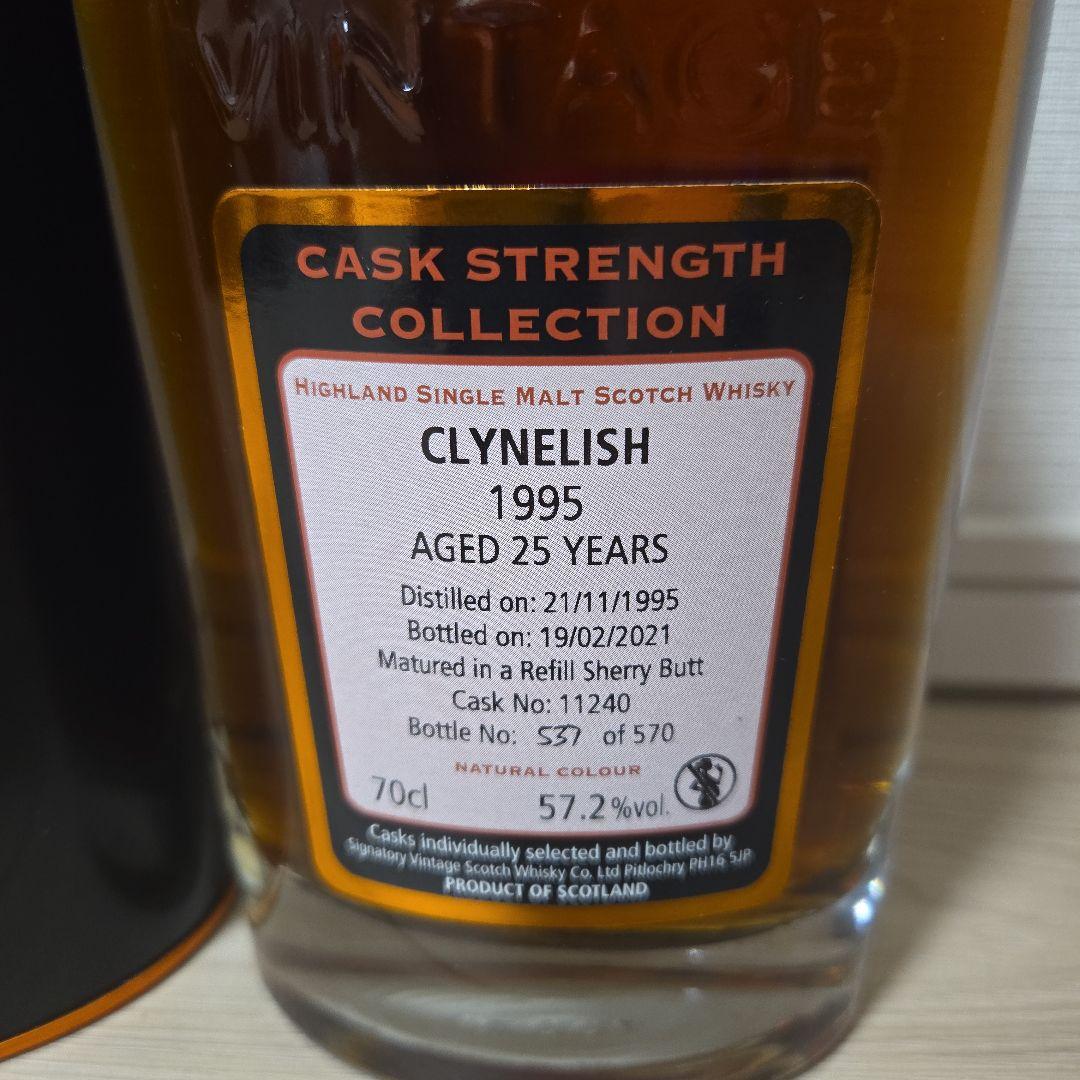 VINTAGE
CASK STRENGTH
COLLECTION
HIGHLAND SINGLE MALT SCOTCH WHISKY
CLYNELISH
1995
AGED 25 YEARS
Distilled on: 21/11/1995
Bottled on: 19/02/2021
Matured in a Refill Sherry Butt
Cask No: 11240
Bottle No: 537 of 570
NATURAL COLOUR
70cl 57.2%vol.
Casks individually selected and bottled by
Signatory Vintage Scotch Whisky Co. Ltd Pitlochry PH16 5JP
PRODUCT OF SCOTLAND